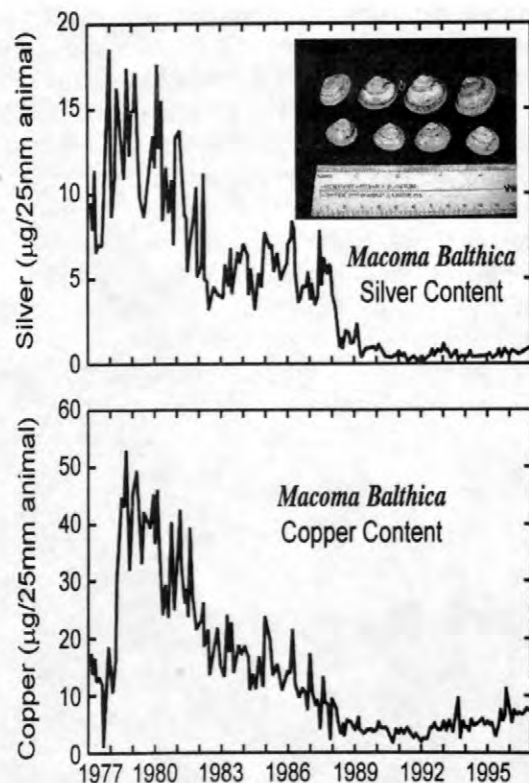 20
15
10
5
0
Silver (µg/25mm animal)
Macoma Balthica
Silver Content
60
50
40
30
20
10
0
Copper (µg/25mm animal)
Macoma Balthica
Copper Content
1977 1980 1983 1986 1989 1992 1995